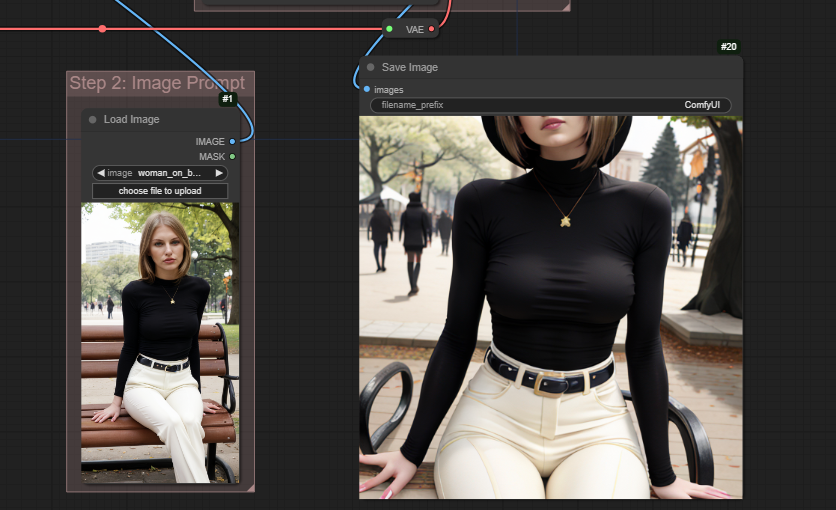 VAE
#20
Save Image
images
filename_prefix ComfyUI
Step 2: Image Prompt
#1
Load Image
IMAGE
MASK
image woman_on_b...
choose file to upload